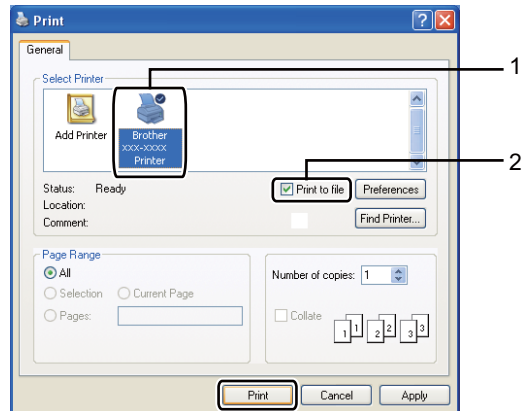 Print
General
Select Printer
Add Printer
Brother
xxx-xxxx
Printer
1
2
Status: Ready
Location:
Comment:
Print to file
Preferences
Find Printer...
Page Range
All
Selection
Current Page
Pages:
Number of copies: 1
Collate
1 1 2 2 3 3
Print
Cancel
Apply